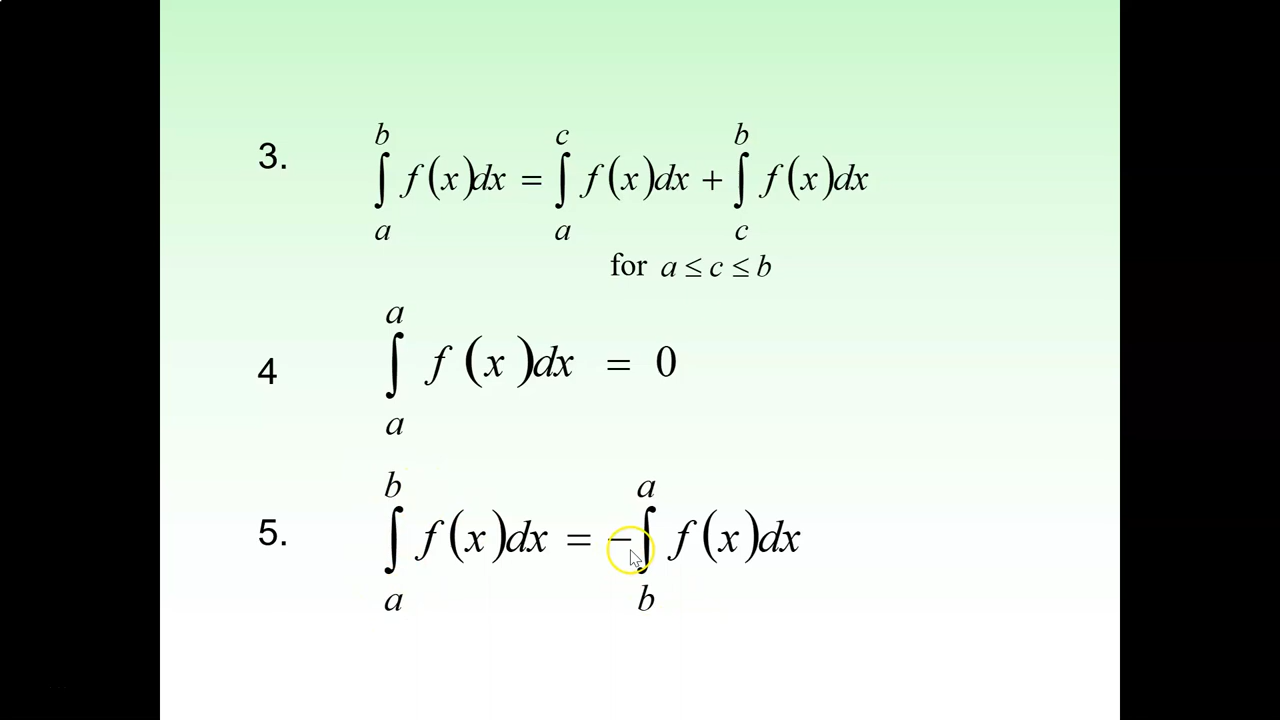 3. ∫_a^b f(x)dx = ∫_a^c f(x)dx + ∫_c^b f(x)dx
for a ≤ c ≤ b
4 ∫_a^a f(x)dx = 0
5. ∫_a^b f(x)dx = −∫_b^a f(x)dx